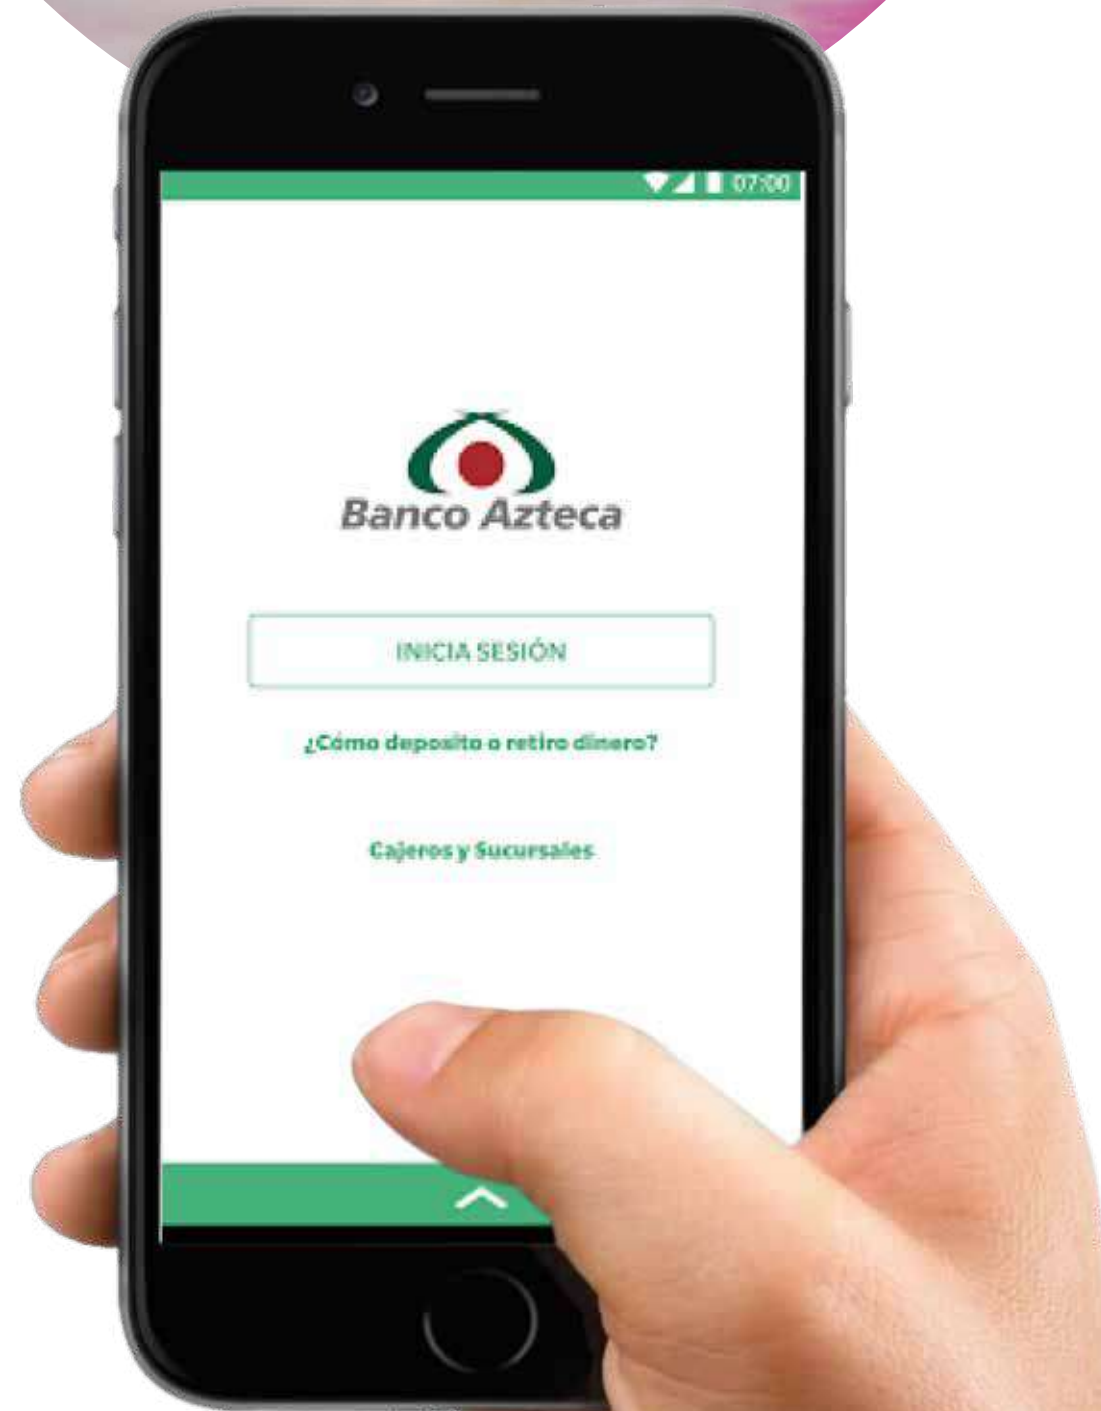 07:00
Banco Azteca
INICIA SESIÓN
¿Cómo deposito o retiro dinero?
Cajeros y Sucursales